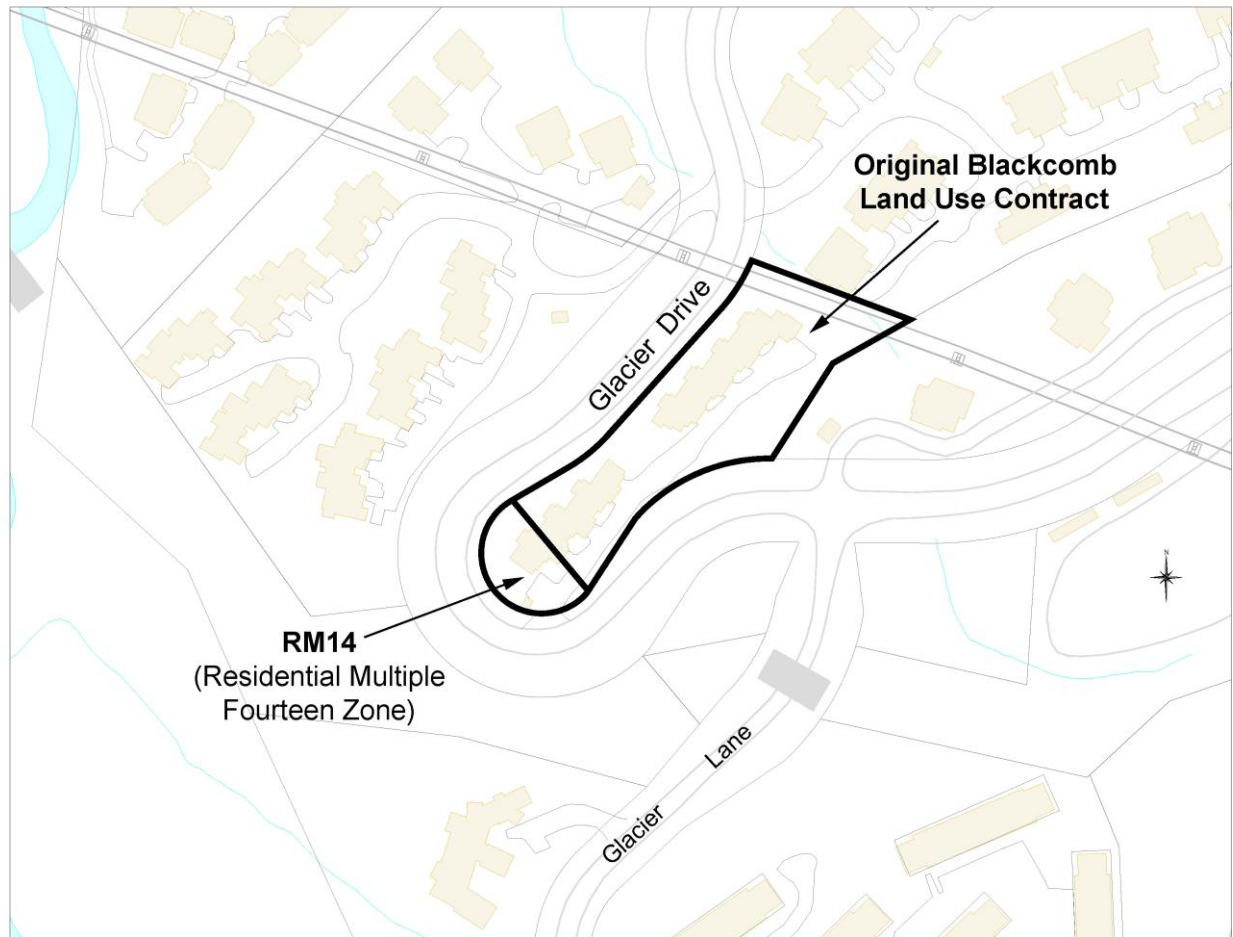 Original Blackcomb
Land Use Contract
Glacier Drive
RM14
(Residential Multiple
Fourteen Zone)
Glacier Lane
N